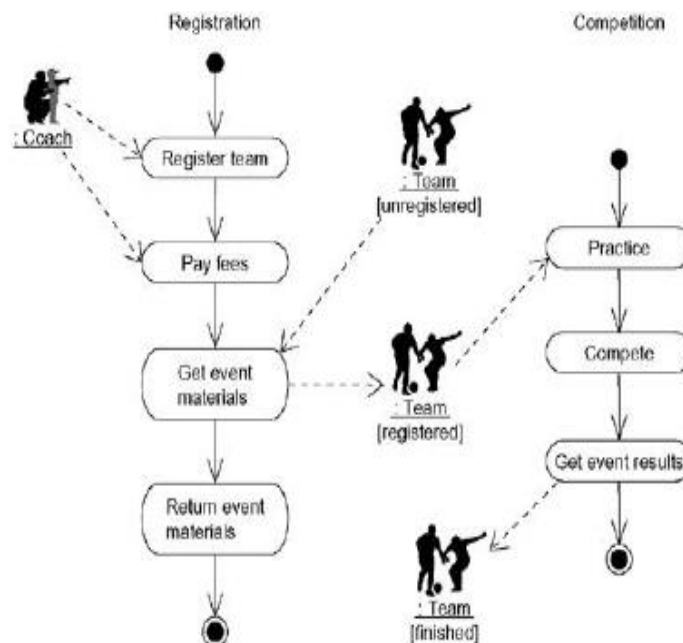 Registration
Competition
: Coach
Register team
: Team
[unregistered]
Pay fees
Practice
Get event
materials
: Team
[registered]
Compete
Return event
materials
Get event results
: Team
[finished]